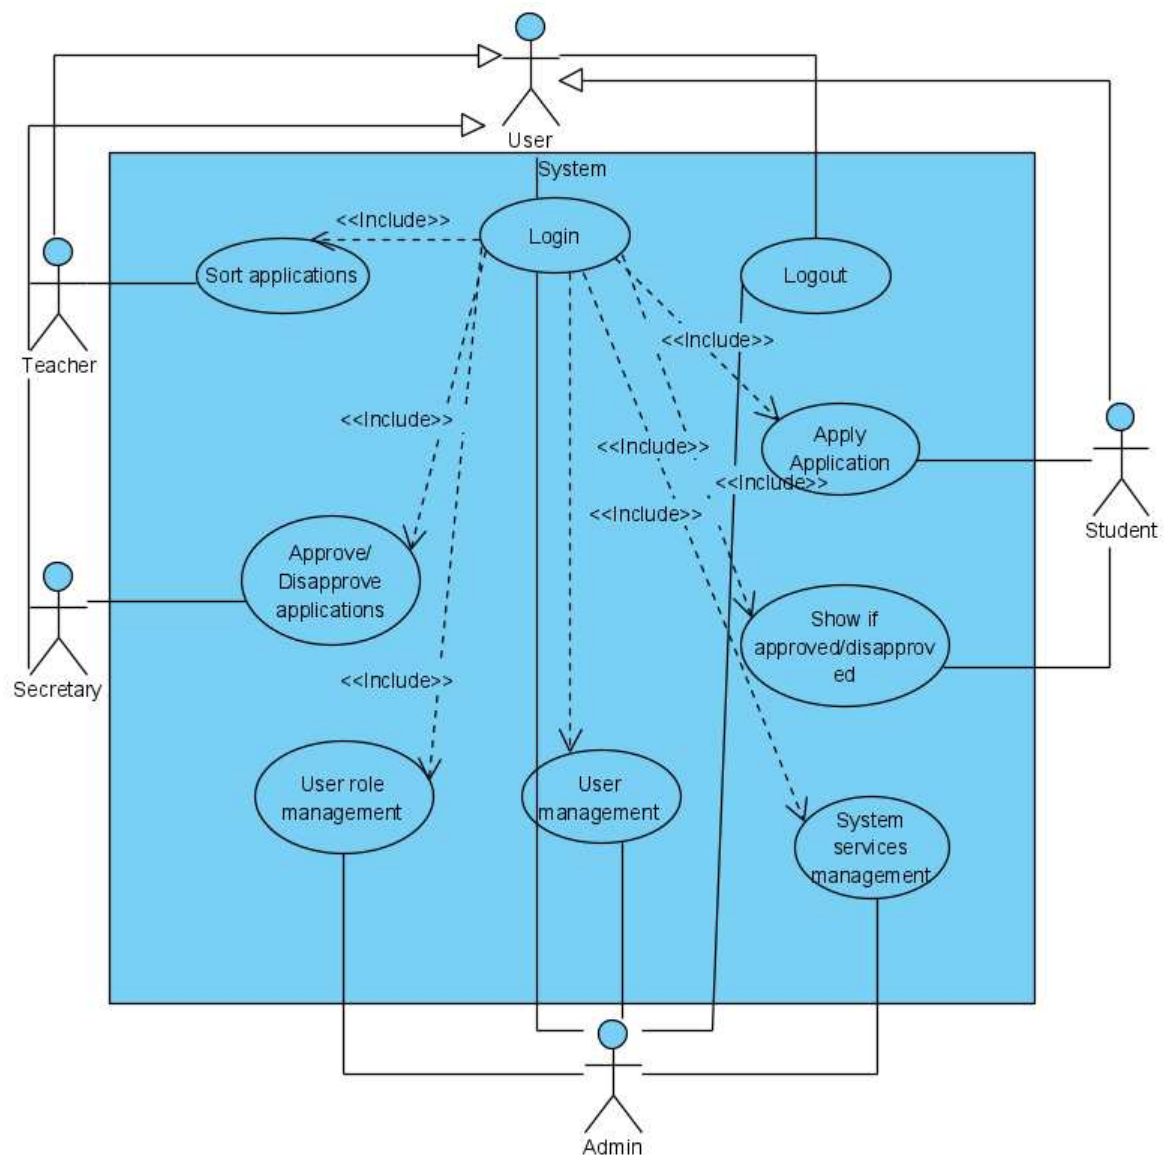 User
System
<<Include>>
Login
Sort applications
Logout
<<Include>>
Teacher
<<Include>>
Apply
Application
<<Include>>
<<Include>>
<<Include>>
Student
Approve/
Disapprove
applications
Show if
approved/disapprov
ed
Secretary
<<Include>>
User role
management
User
management
System
services
management
Admin